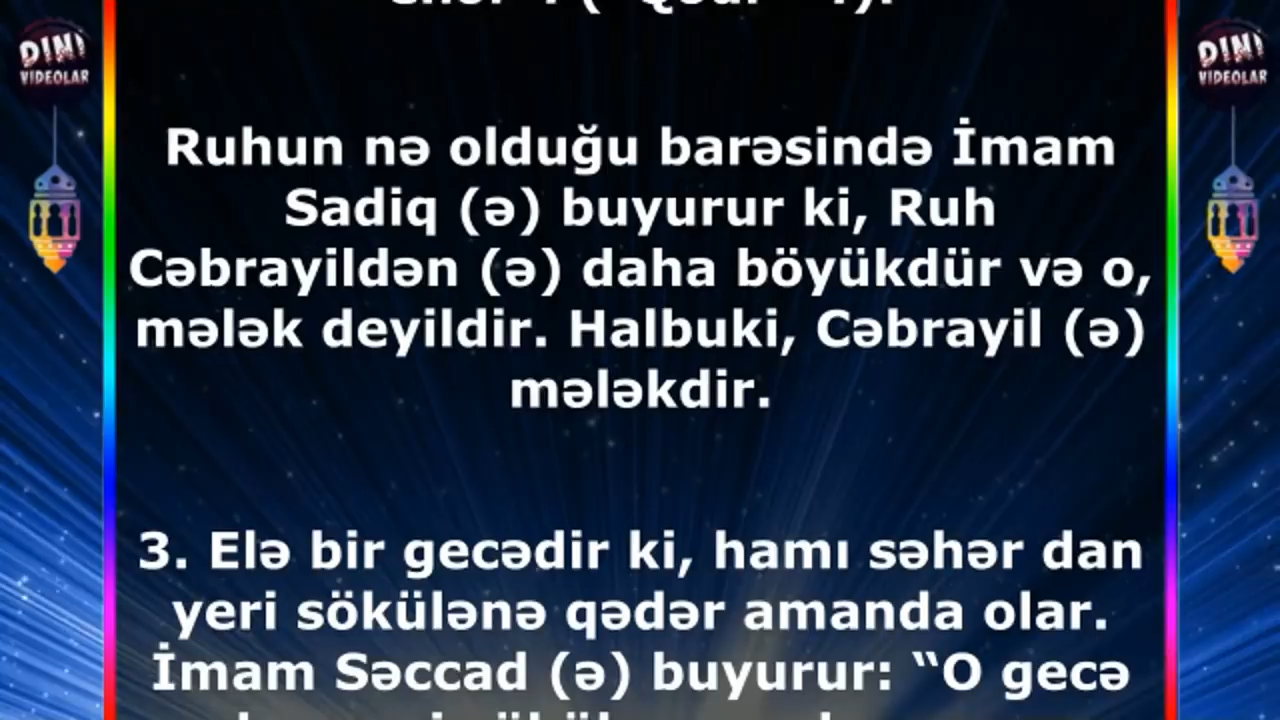 DINI
VIDEOLAR
DINI
VIDEOLAR
Ruhun nə olduğu barəsində İmam
Sadiq (ə) buyurur ki, Ruh
Cəbrayildən (ə) daha böyükdür və o,
mələk deyildir. Halbuki, Cəbrayil (ə)
mələkdir.
3. Elə bir gecədir ki, hamı səhər dan
yeri sökülənə qədər amanda olar.
İmam Səccad (ə) buyurur: “O gecə